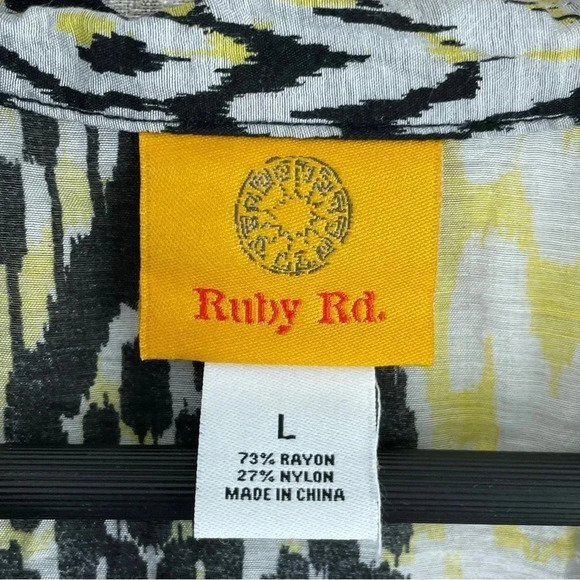 Ruby Rd.
L
73% RAYON
27% NYLON
MADE IN CHINA